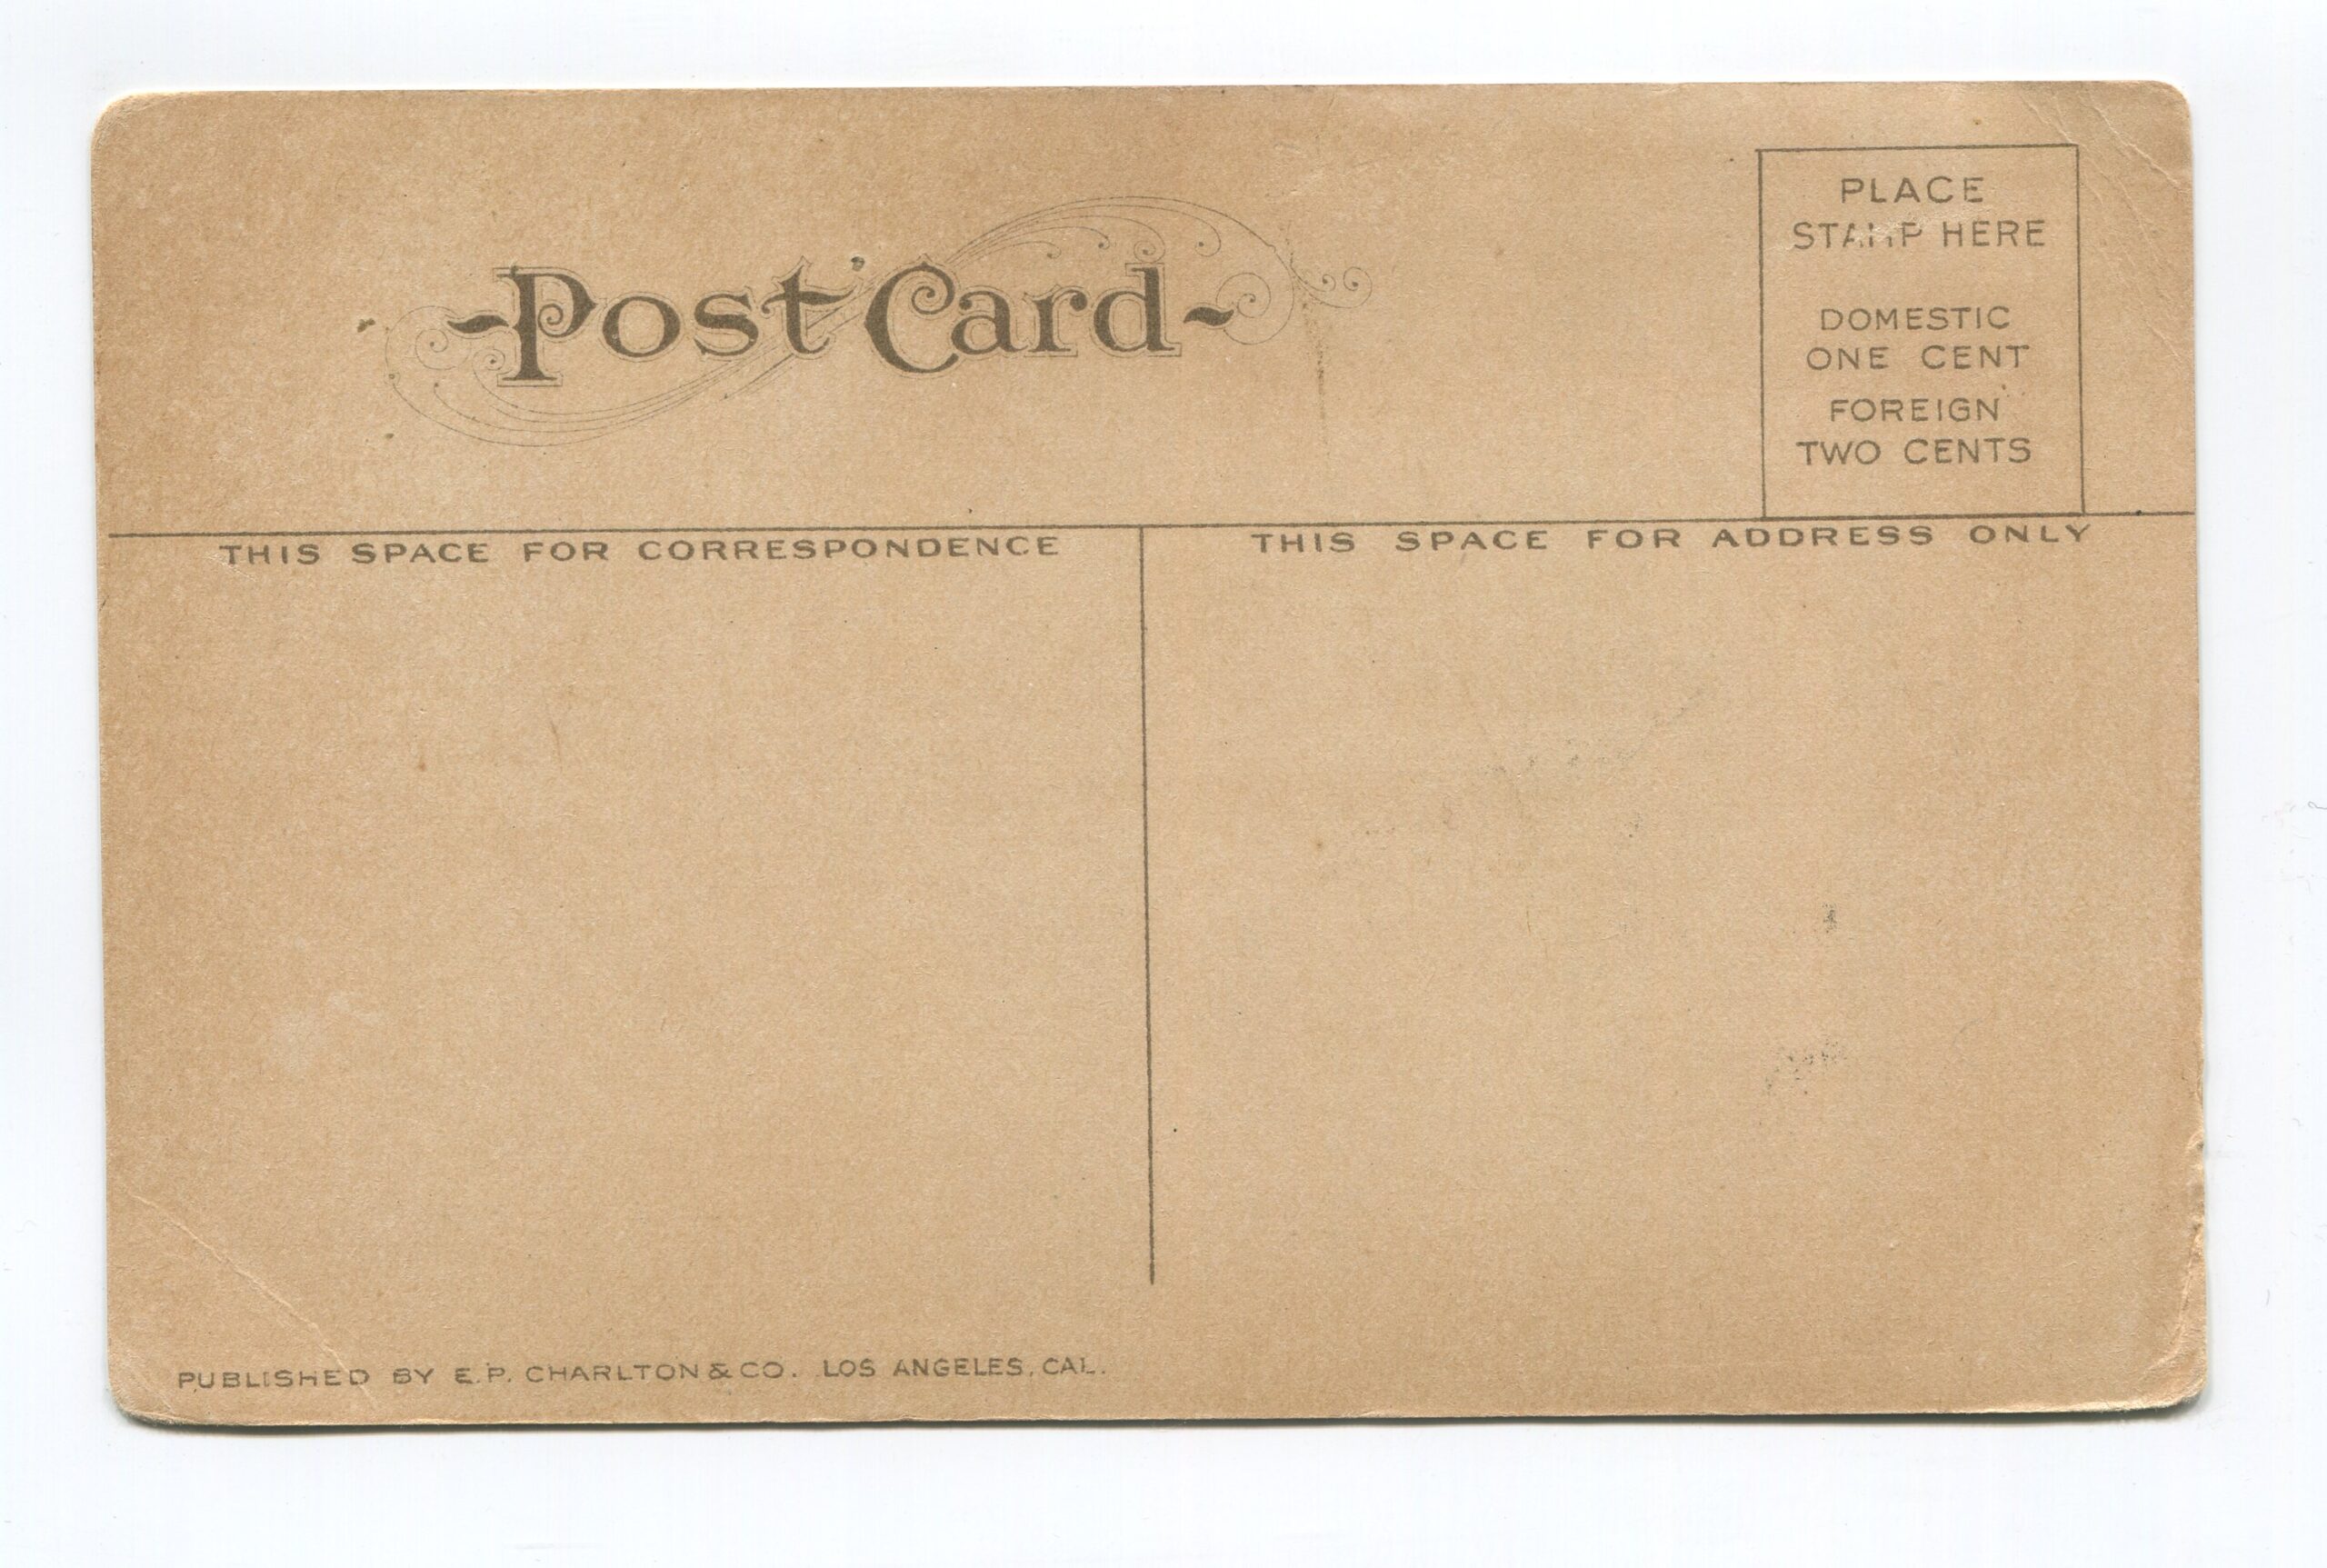 Post Card
PLACE
STAMP HERE
DOMESTIC
ONE CENT
FOREIGN
TWO CENTS
THIS SPACE FOR CORRESPONDENCE
THIS SPACE FOR ADDRESS ONLY
PUBLISHED BY E.P. CHARLTON & CO. LOS ANGELES, CAL.